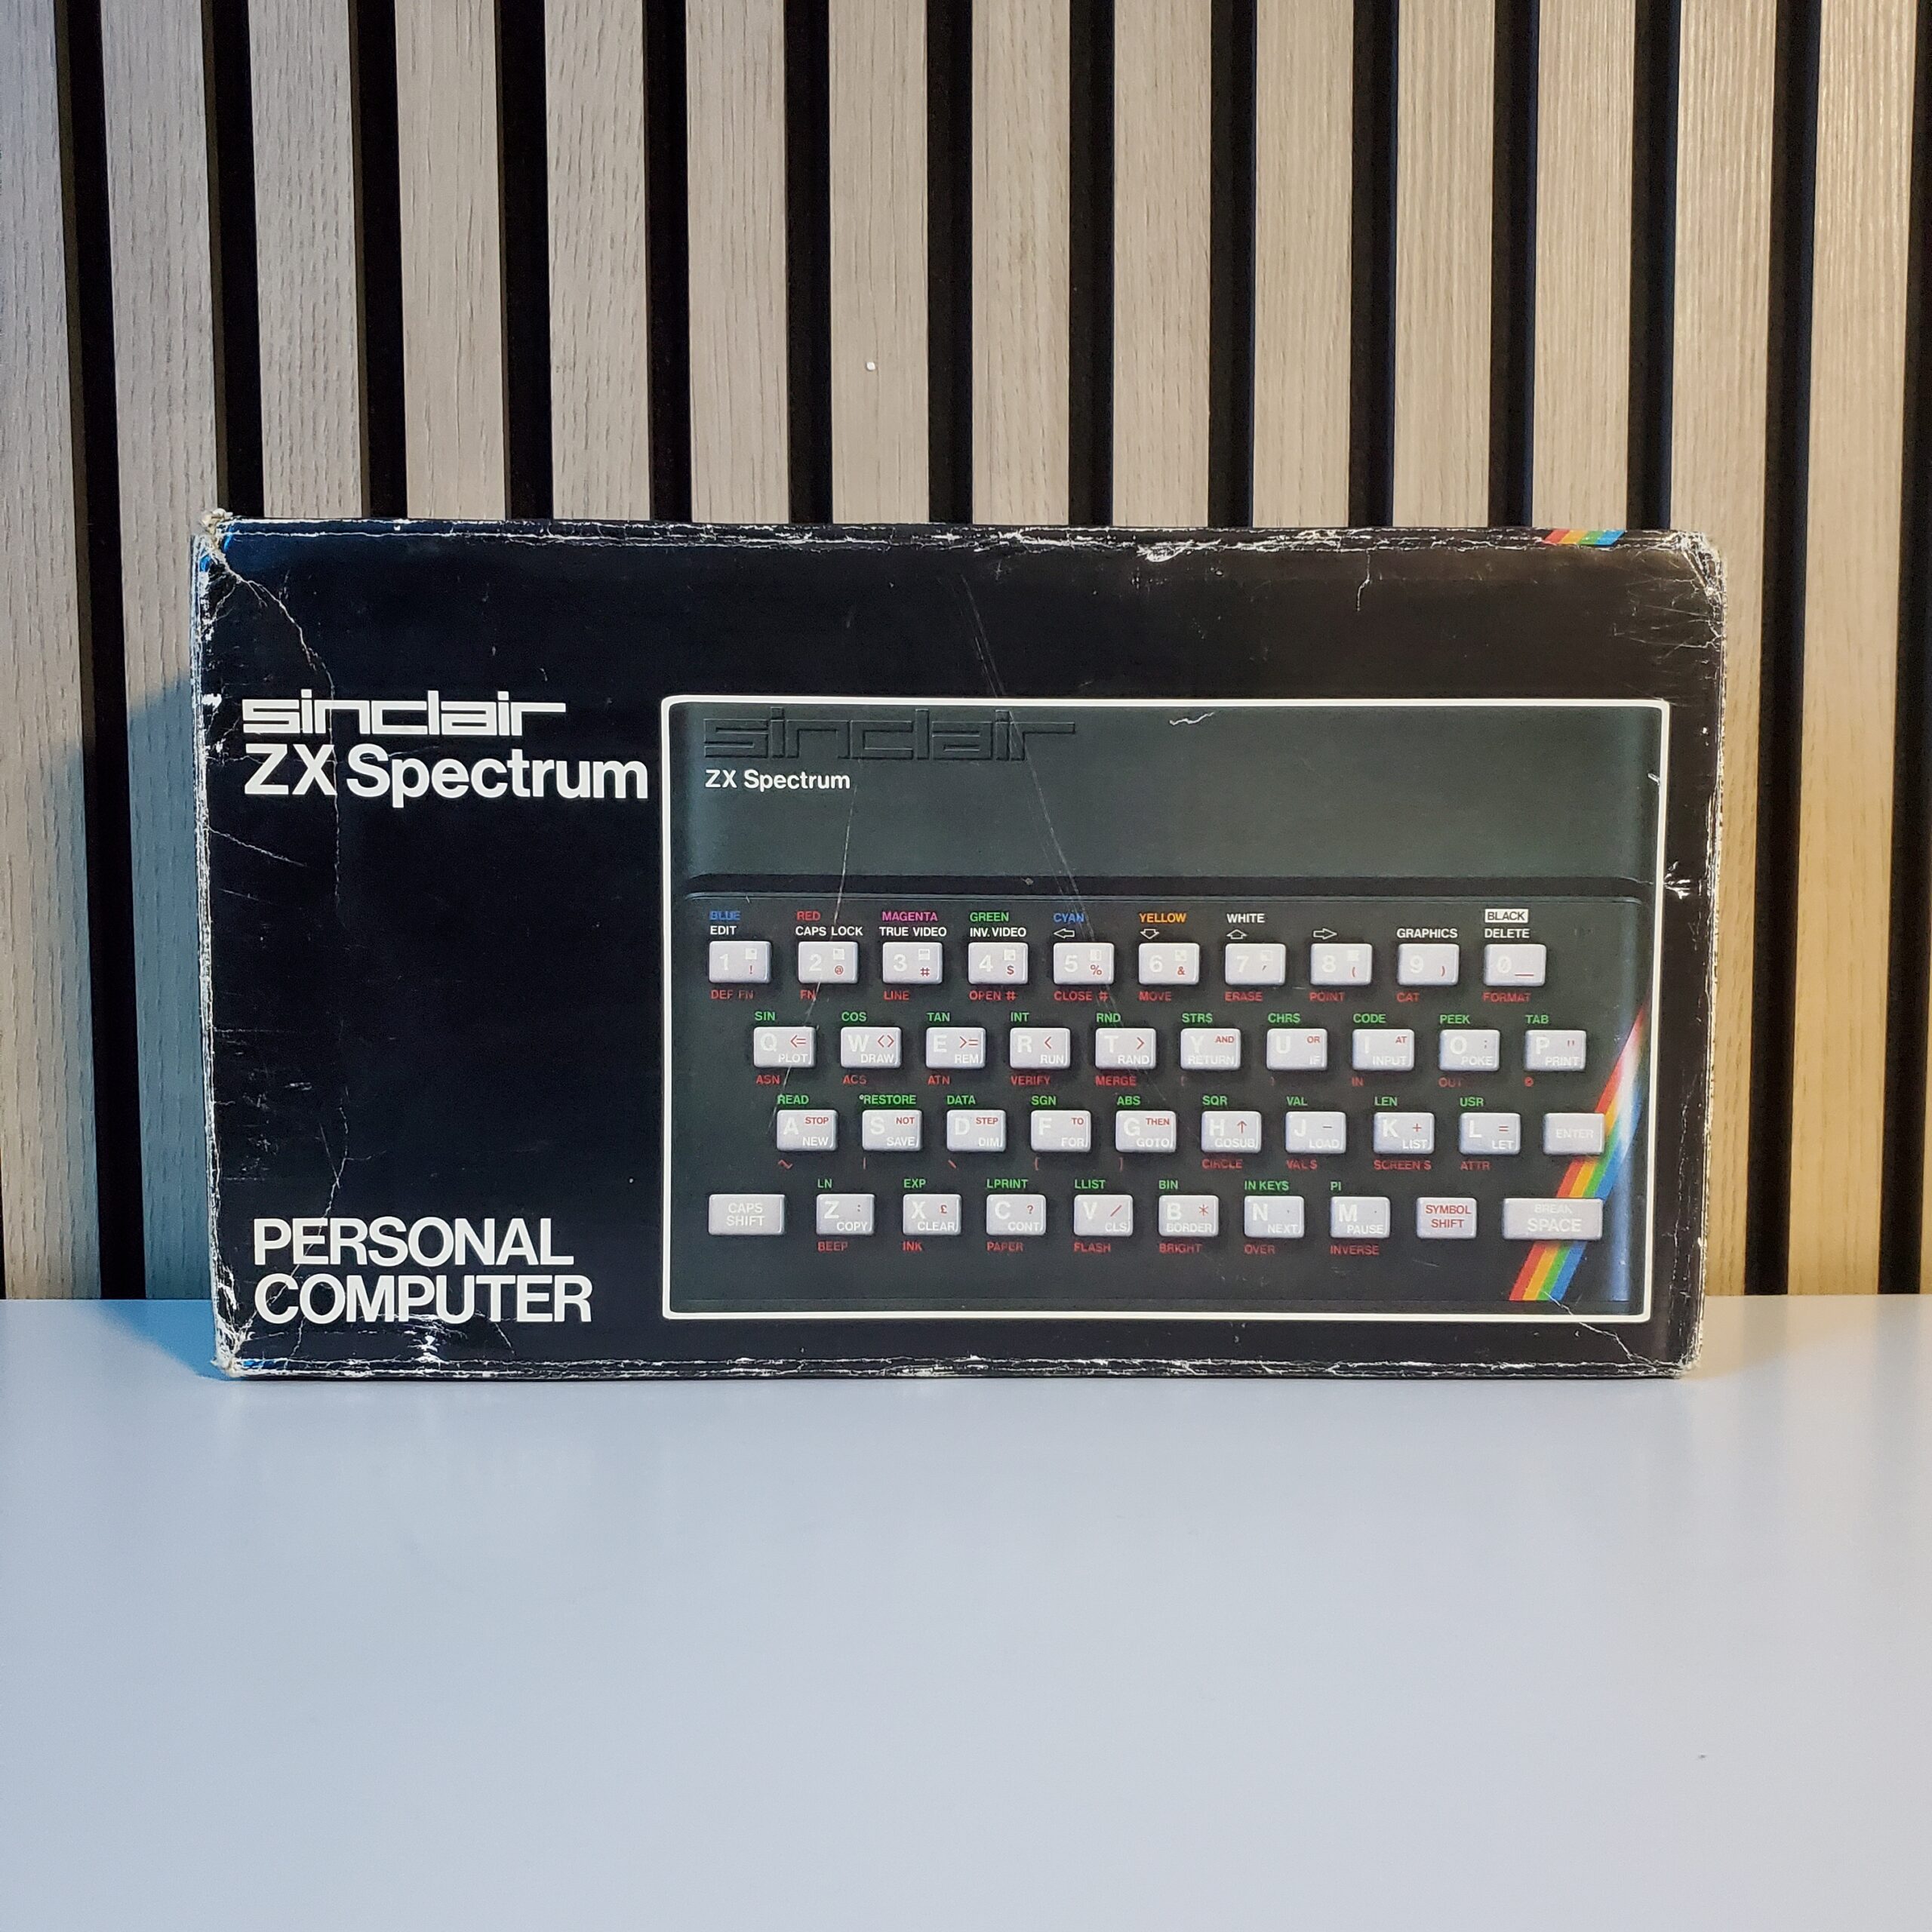 sinclair
ZX Spectrum
PERSONAL
COMPUTER
sinclair
ZX Spectrum
BLUE RED MAGENTA GREEN CYAN YELLOW WHITE BLACK
EDIT CAPS LOCK TRUE VIDEO INV. VIDEO ⇦ ⇩ ⇧ ⇨ GRAPHICS DELETE
1 ! 2 @ 3 # 4 $ 5 % 6 & 7 ' 8 ( 9 ) 0 _
DEF FN FN LINE OPEN # CLOSE # MOVE ERASE POINT CAT FORMAT
SIN COS TAN INT RND STR$ CHR$ CODE PEEK TAB
Q <= W <> E >= R < T > Y AND U OR I AT O ; P "
PLOT DRAW REM RUN RAND RETURN IF INPUT POKE PRINT
ASN ACS ATN VERIFY MERGE [ ] IN OUT ©
READ RESTORE DATA SGN ABS SQR VAL LEN USR
A STOP S NOT D STEP F TO G THEN H ↑ J − K + L = ENTER
NEW SAVE DIM FOR GOTO GOSUB LOAD LIST LET
~ | \ { } CIRCLE VAL$ SCREEN$ ATTR
LN EXP LPRINT LLIST BIN IN KEY$ PI
CAPS Z : X £ C ? V / B * N , M . SYMBOL BREAK
SHIFT COPY CLEAR CONT CLS BORDER NEXT PAUSE SHIFT SPACE
BEEP INK PAPER FLASH BRIGHT OVER INVERSE